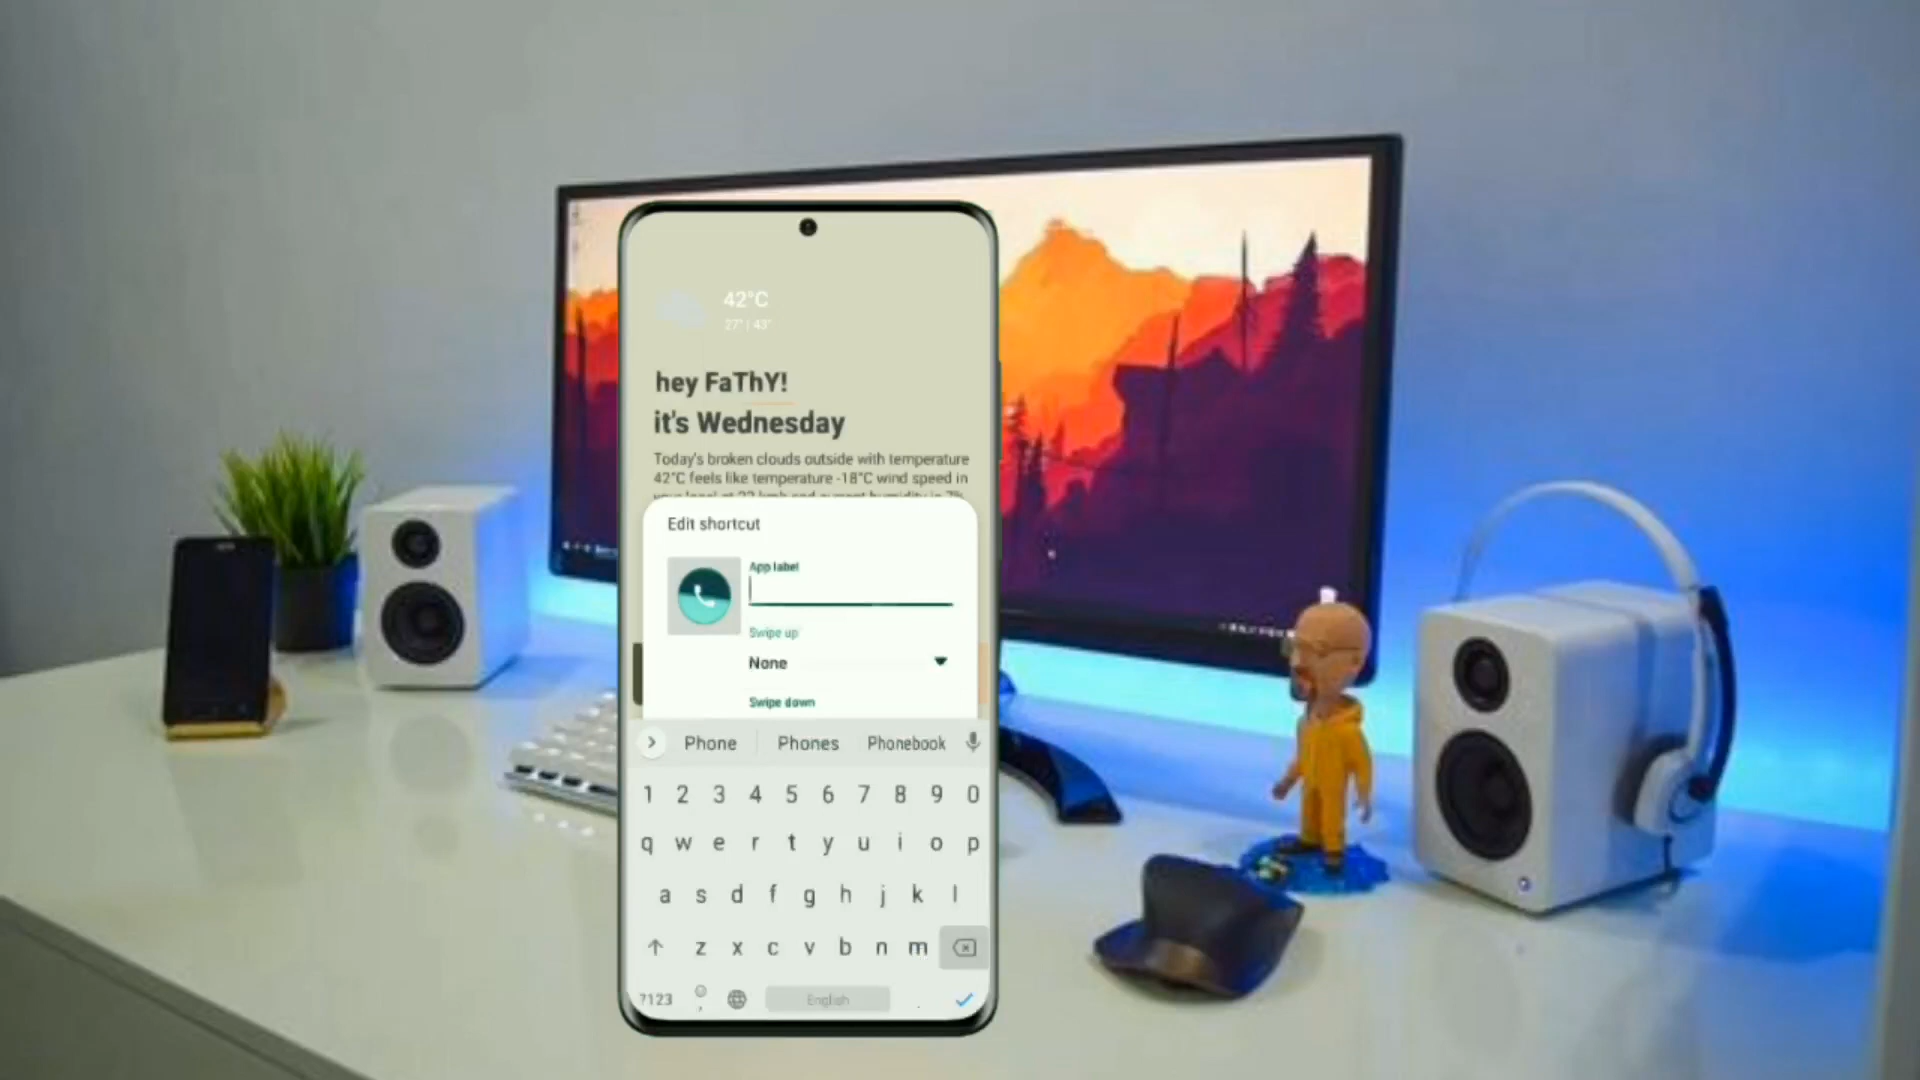 42°C
27° | 43°
hey FaThY!
it's Wednesday
Today's broken clouds outside with temperature
42°C feels like temperature -18°C wind speed in
Edit shortcut
App label
Swipe up
None
Swipe down
Phone Phones Phonebook
1 2 3 4 5 6 7 8 9 0
q w e r t y u i o p
a s d f g h j k l
z x c v b n m
?123 , English .